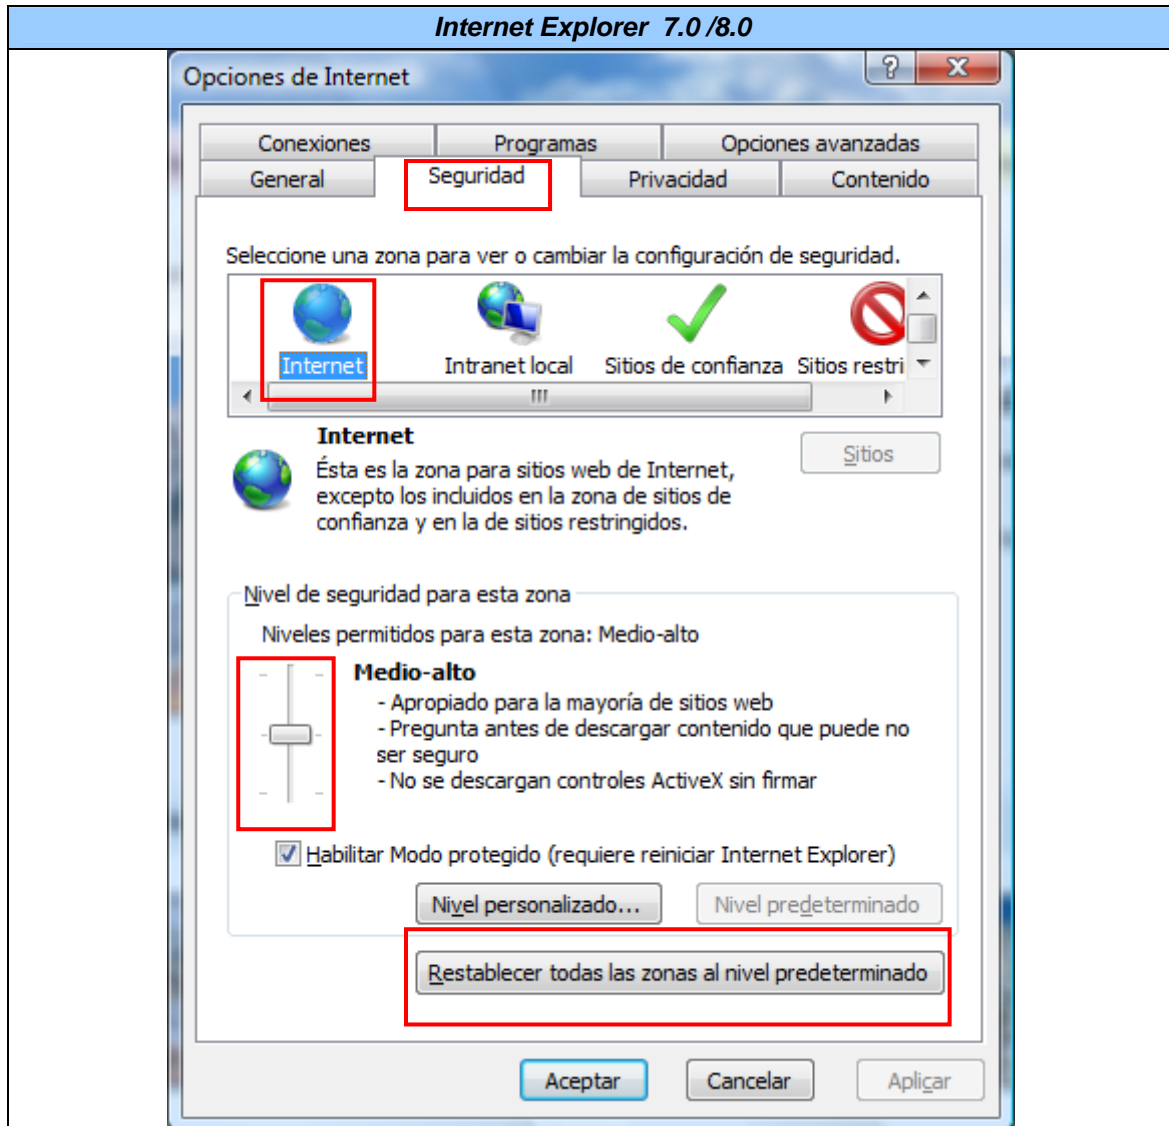 Internet Explorer 7.0 /8.0
Opciones de Internet
Conexiones Programas Opciones avanzadas
General Seguridad Privacidad Contenido
Seleccione una zona para ver o cambiar la configuración de seguridad.
Internet Intranet local Sitios de confianza Sitios restri
Internet
Sitios
Ésta es la zona para sitios web de Internet,
excepto los incluidos en la zona de sitios de
confianza y en la de sitios restringidos.
Nivel de seguridad para esta zona
Niveles permitidos para esta zona: Medio-alto
Medio-alto
- Apropiado para la mayoría de sitios web
- Pregunta antes de descargar contenido que puede no
ser seguro
- No se descargan controles ActiveX sin firmar
Habilitar Modo protegido (requiere reiniciar Internet Explorer)
Nivel personalizado... Nivel predeterminado
Restablecer todas las zonas al nivel predeterminado
Aceptar Cancelar Aplicar